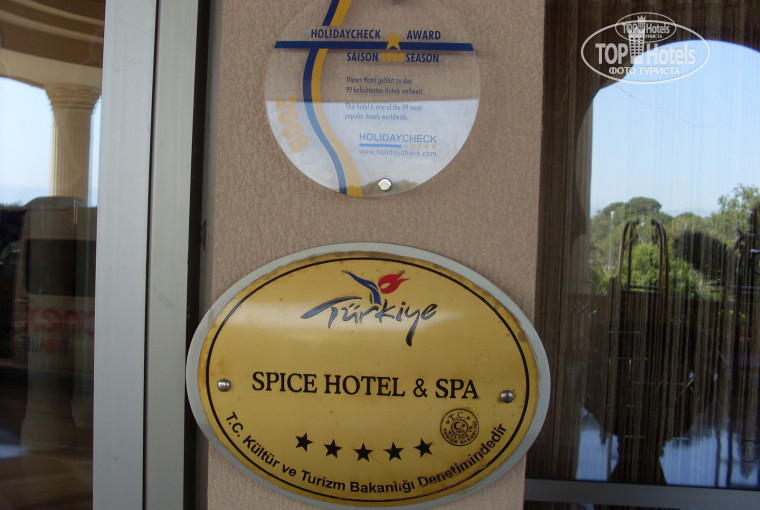 HOLIDAYCHECK AWARD
SAISON 2008 SEASON
Dieses Hotel gehört zu den
99 beliebtesten Hotels weltweit.
This hotel is one of the 99 most
popular hotels worldwide.
2008
HOLIDAYCHECK
www.holidaycheck.com
TOP Hotels
ФОТО ТУРИСТА
Türkiye
SPICE HOTEL & SPA
T.C.
T.C. Kültür ve Turizm Bakanlığı Denetimindedir